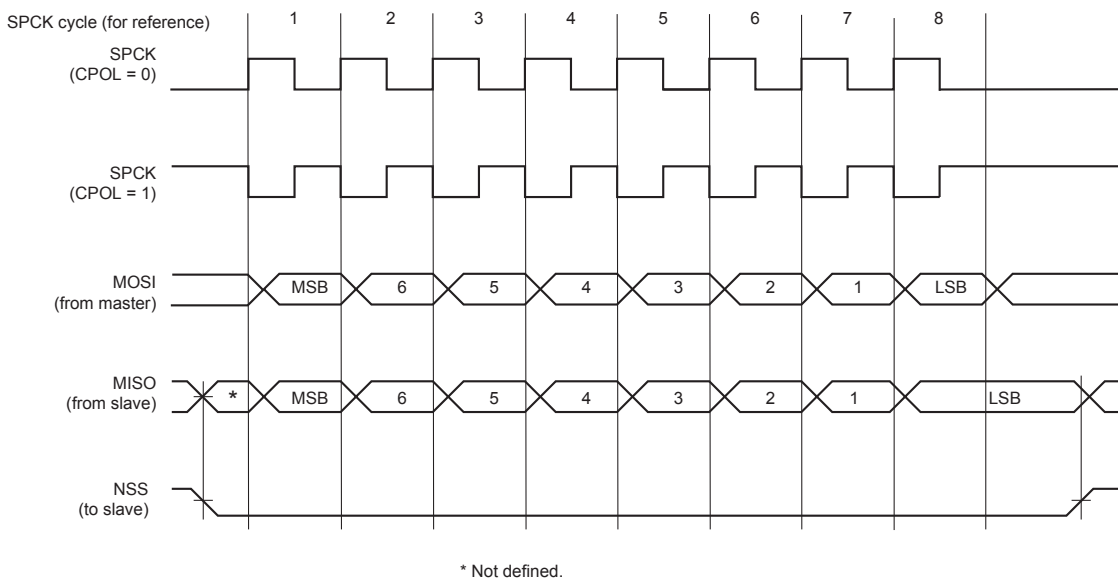 SPCK cycle (for reference)
1 2 3 4 5 6 7 8
SPCK
(CPOL = 0)
SPCK
(CPOL = 1)
MOSI
(from master)
MSB 6 5 4 3 2 1 LSB
MISO
(from slave)
* MSB 6 5 4 3 2 1 LSB
NSS
(to slave)
* Not defined.